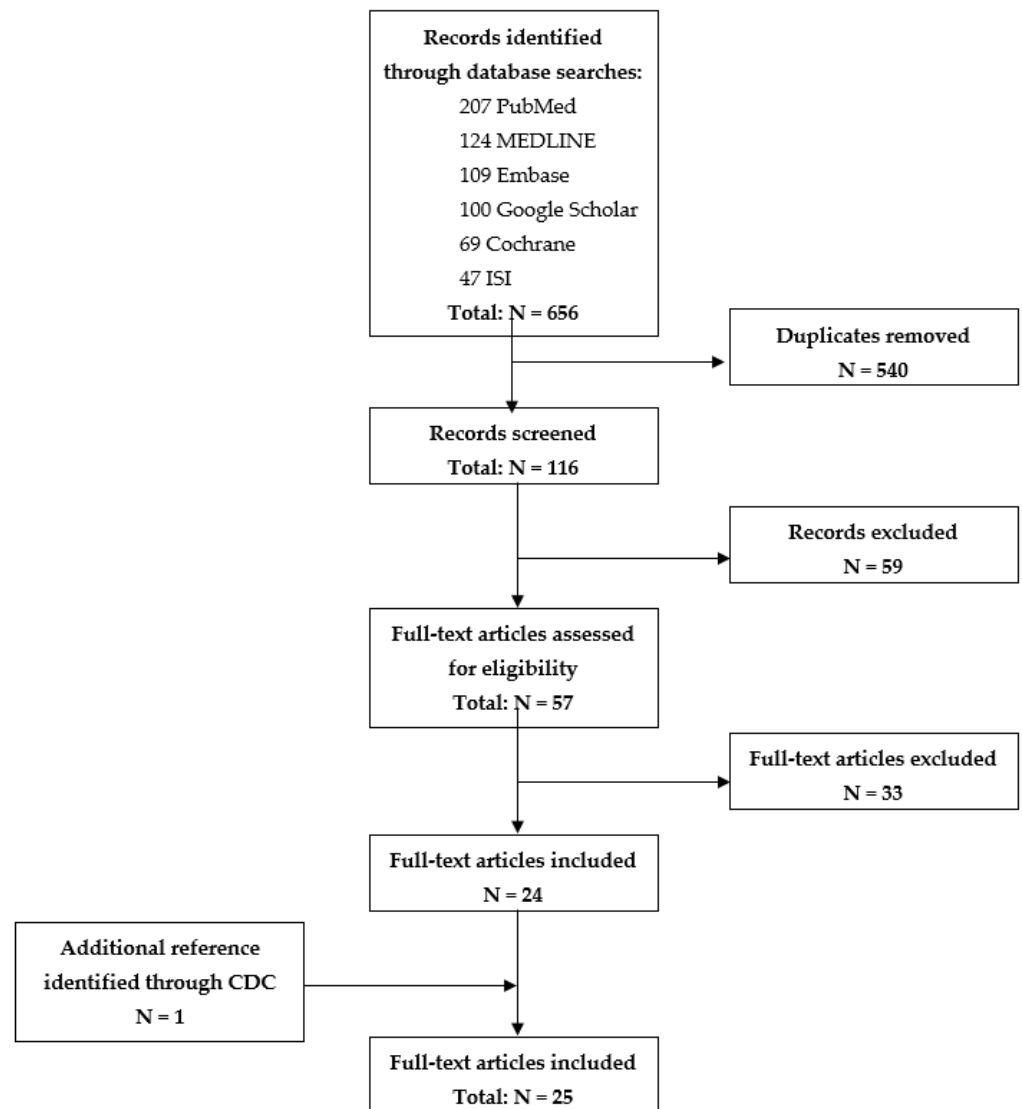 Records identified
through database searches:
207 PubMed
124 MEDLINE
109 Embase
100 Google Scholar
69 Cochrane
47 ISI
Total: N = 656
Duplicates removed
N = 540
Records screened
Total: N = 116
Records excluded
N = 59
Full-text articles assessed
for eligibility
Total: N = 57
Full-text articles excluded
N = 33
Full-text articles included
N = 24
Additional reference
identified through CDC
N = 1
Full-text articles included
Total: N = 25